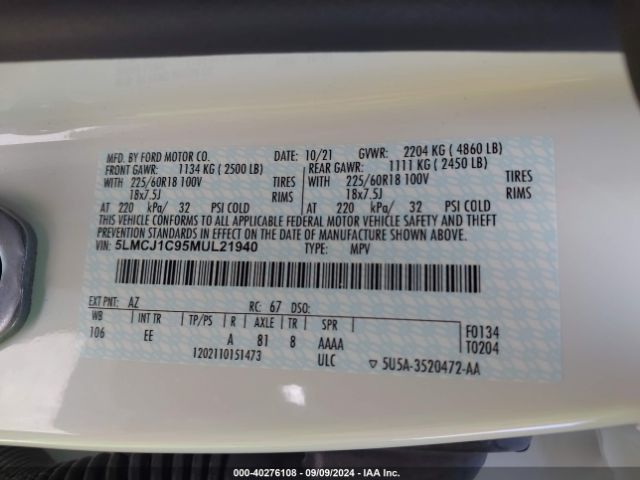 MFD. BY FORD MOTOR CO. DATE: 10/21 GVWR: 2204 KG ( 4860 LB)
FRONT GAWR: 1134 KG ( 2500 LB) REAR GAWR: 1111 KG ( 2450 LB)
WITH 225/60R18 100V TIRES WITH 225/60R18 100V TIRES
18x7.5J RIMS 18x7.5J RIMS
AT 220 kPa/ 32 PSI COLD AT 220 kPa/ 32 PSI COLD
THIS VEHICLE CONFORMS TO ALL APPLICABLE FEDERAL MOTOR VEHICLE SAFETY AND THEFT
PREVENTION STANDARDS IN EFFECT ON THE DATE OF MANUFACTURE SHOWN ABOVE.
VIN: 5LMCJ1C95MUL21940 TYPE: MPV
EXT PNT: AZ RC: 67 DSO:
WB INT TR TP/PS R AXLE TR SPR F0134
106 EE A 81 8 AAAA T0204
1202110151473 ULC 5U5A-3520472-AA
000-40276108 - 09/09/2024 - IAA Inc.